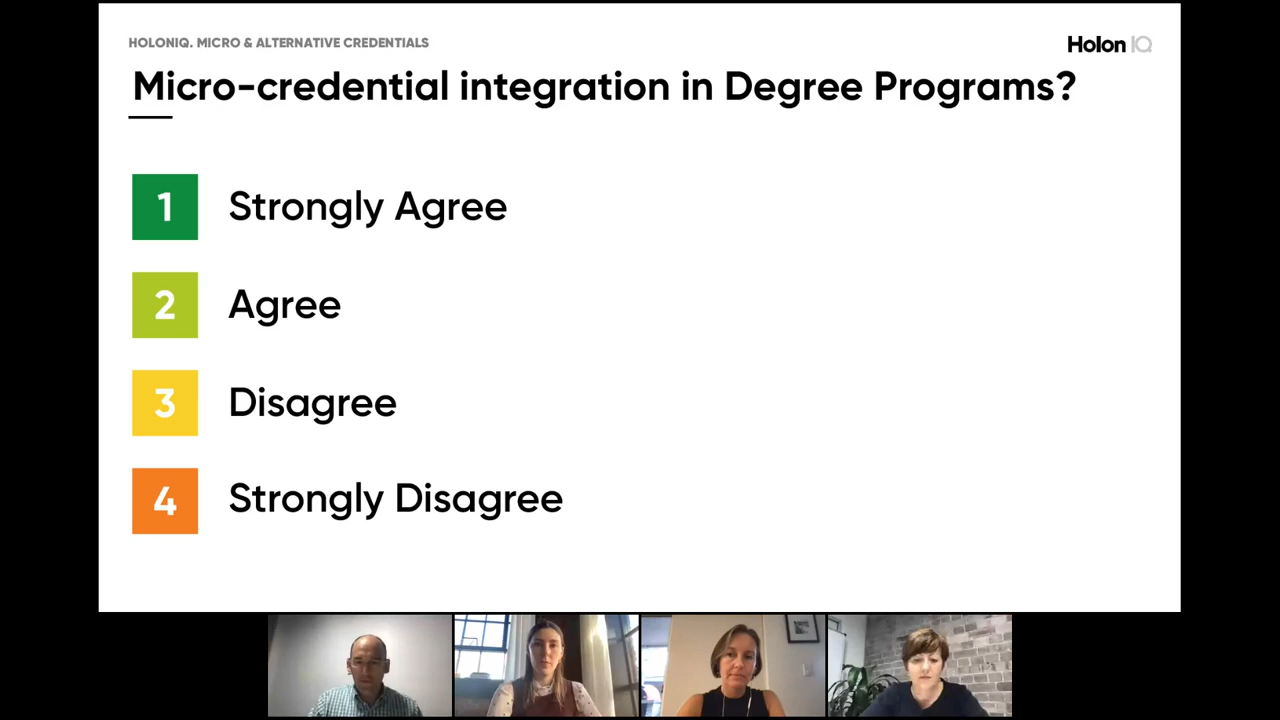 HOLONIQ. MICRO & ALTERNATIVE CREDENTIALS
Holon IQ
Micro-credential integration in Degree Programs?
1 Strongly Agree
2 Agree
3 Disagree
4 Strongly Disagree